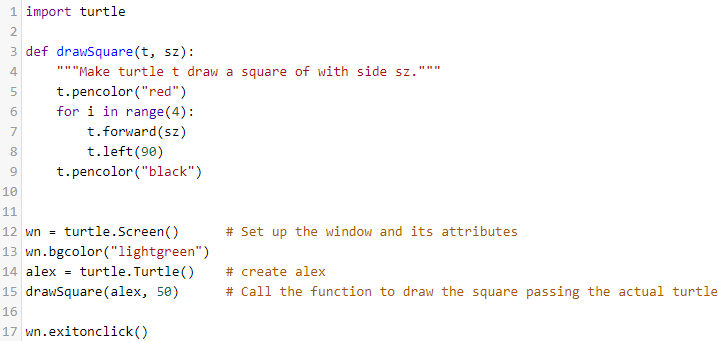 1 import turtle
2
3 def drawSquare(t, sz):
4     """Make turtle t draw a square of with side sz."""
5     t.pencolor("red")
6     for i in range(4):
7         t.forward(sz)
8         t.left(90)
9     t.pencolor("black")
10
11
12 wn = turtle.Screen()      # Set up the window and its attributes
13 wn.bgcolor("lightgreen")
14 alex = turtle.Turtle()    # create alex
15 drawSquare(alex, 50)      # Call the function to draw the square passing the actual turtle
16
17 wn.exitonclick()